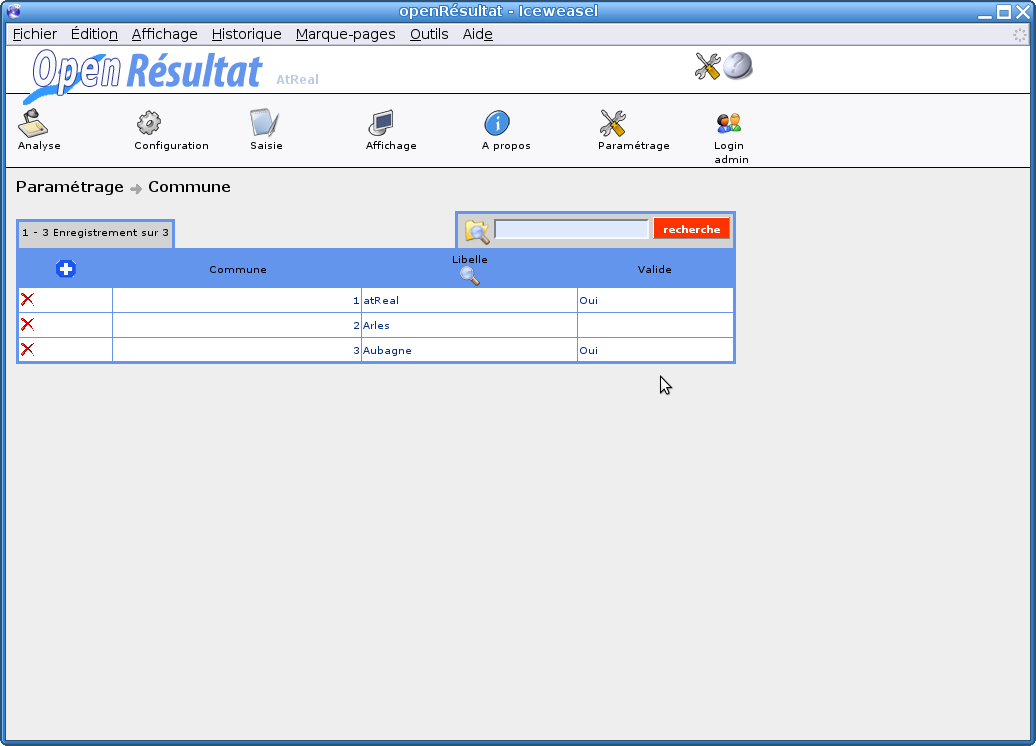 openRésultat - Iceweasel
Fichier Édition Affichage Historique Marque-pages Outils Aide
Open Résultat AtReal
Analyse Configuration Saisie Affichage A propos Paramétrage Login
admin
Paramétrage Commune
1 - 3 Enregistrement sur 3 recherche
Commune Libelle Valide
1 atReal Oui
2 Arles
3 Aubagne Oui